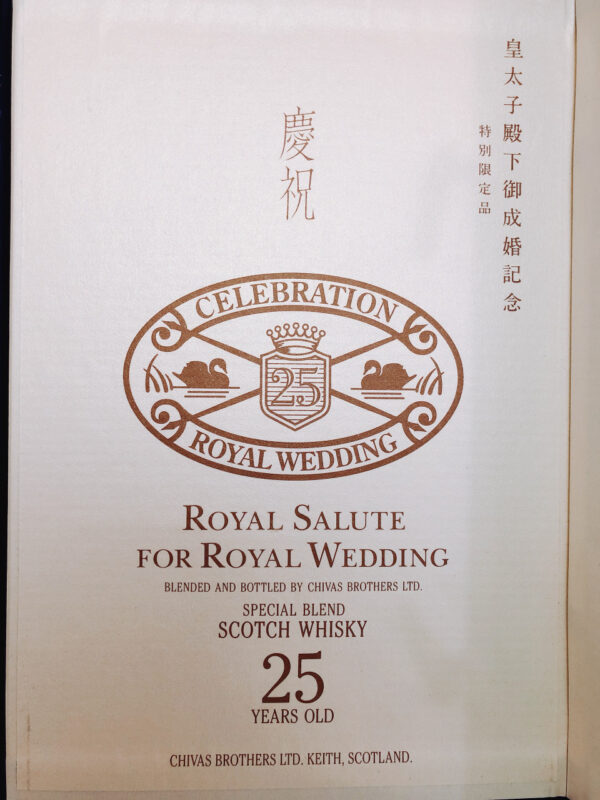 皇太子殿下御成婚記念
特別限定品
慶祝
CELEBRATION
25
ROYAL WEDDING
ROYAL SALUTE
FOR ROYAL WEDDING
BLENDED AND BOTTLED BY CHIVAS BROTHERS LTD.
SPECIAL BLEND
SCOTCH WHISKY
25
YEARS OLD
CHIVAS BROTHERS LTD. KEITH, SCOTLAND.